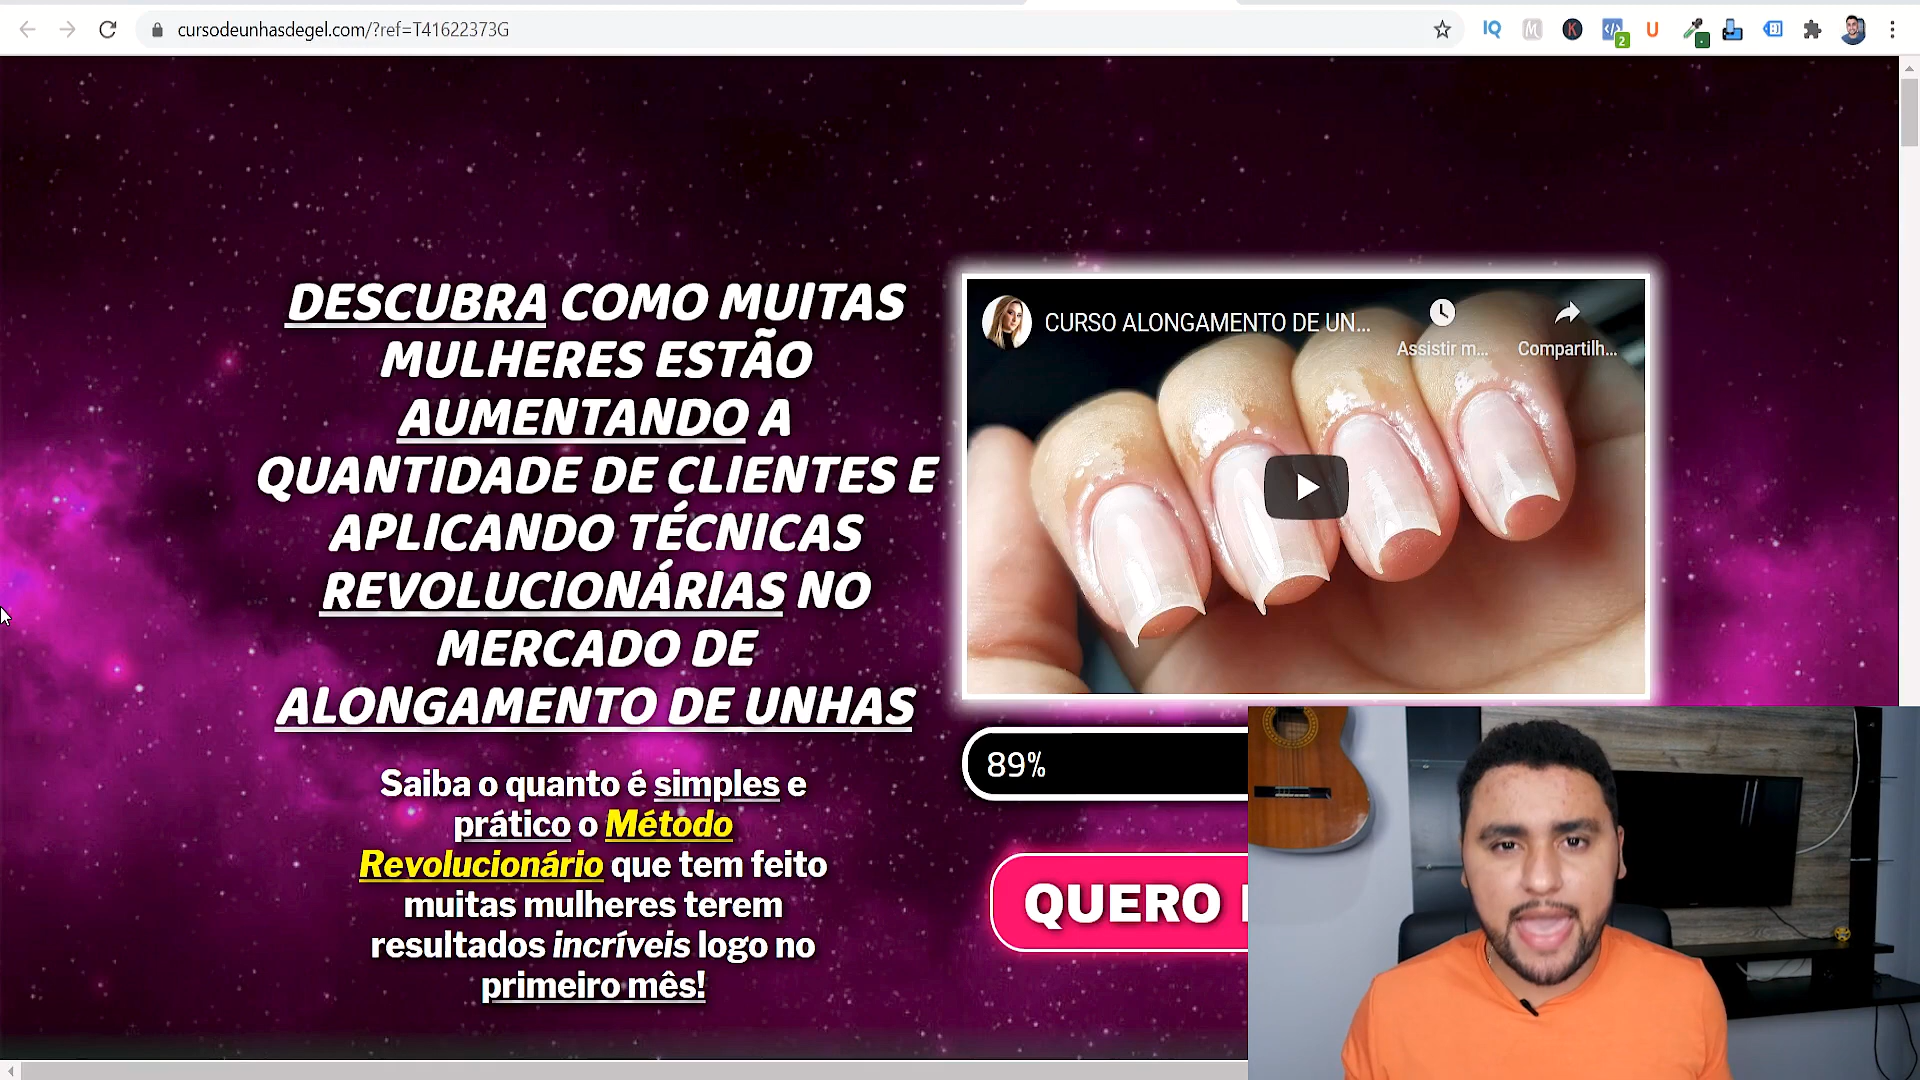 cursodeunhasdegel.com/?ref=T41622373G
IQ
M
K
2
U
DESCUBRA COMO MUITAS
MULHERES ESTÃO
AUMENTANDO A
QUANTIDADE DE CLIENTES E
APLICANDO TÉCNICAS
REVOLUCIONÁRIAS NO
MERCADO DE
ALONGAMENTO DE UNHAS
Saiba o quanto é simples e
prático o Método
Revolucionário que tem feito
muitas mulheres terem
resultados incríveis logo no
primeiro mês!
CURSO ALONGAMENTO DE UN...
Assistir m...
Compartilh...
89%
QUERO